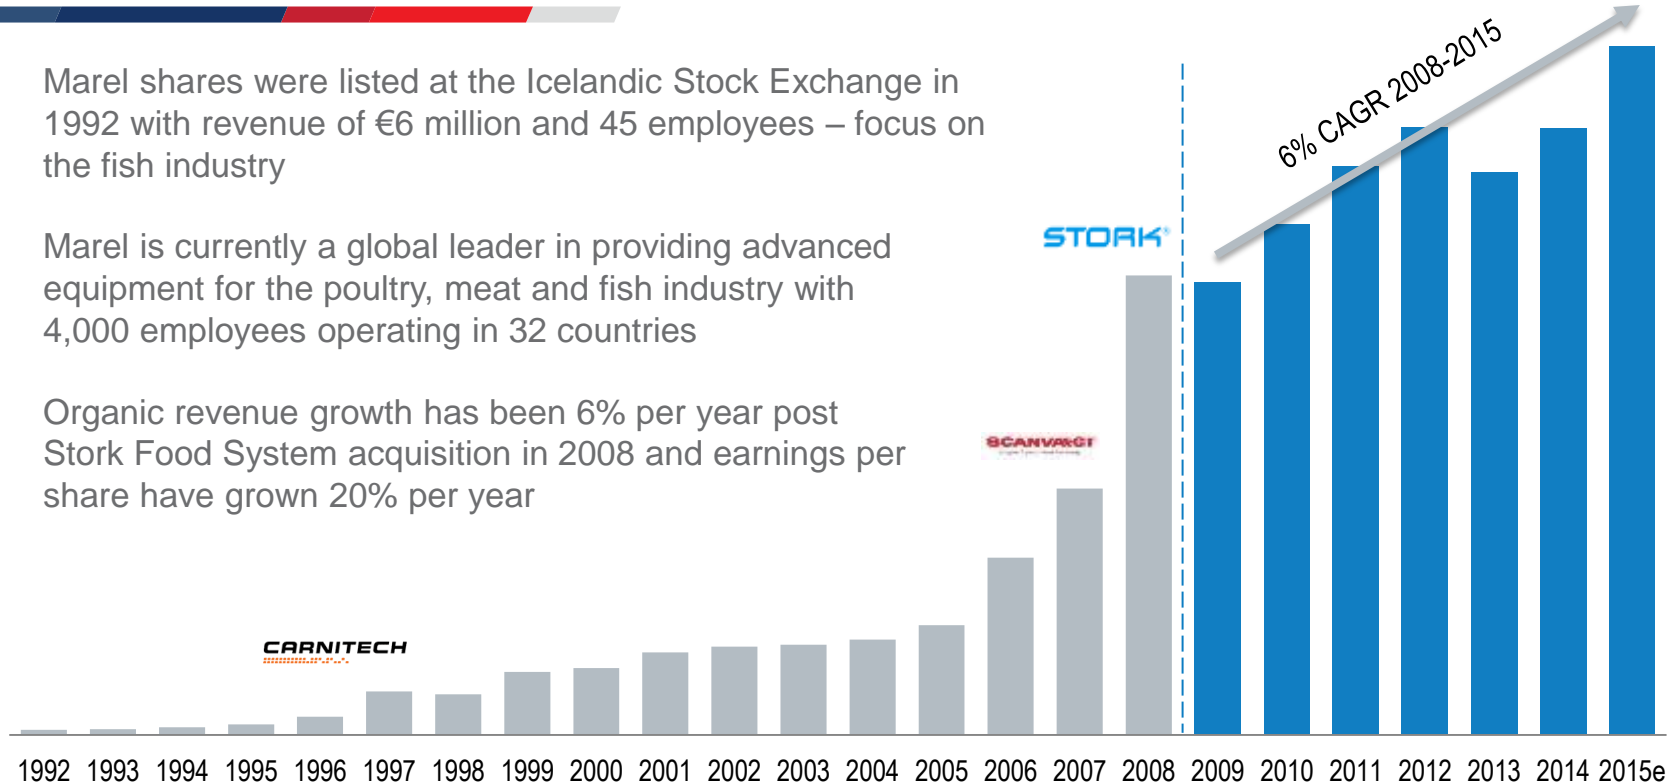 Marel shares were listed at the Icelandic Stock Exchange in
1992 with revenue of €6 million and 45 employees – focus on
the fish industry
Marel is currently a global leader in providing advanced
equipment for the poultry, meat and fish industry with
4,000 employees operating in 32 countries
Organic revenue growth has been 6% per year post
Stork Food System acquisition in 2008 and earnings per
share have grown 20% per year
6% CAGR 2008-2015
STORK®
SCANVAEGT
CARNITECH
1992 1993 1994 1995 1996 1997 1998 1999 2000 2001 2002 2003 2004 2005 2006 2007 2008 2009 2010 2011 2012 2013 2014 2015e